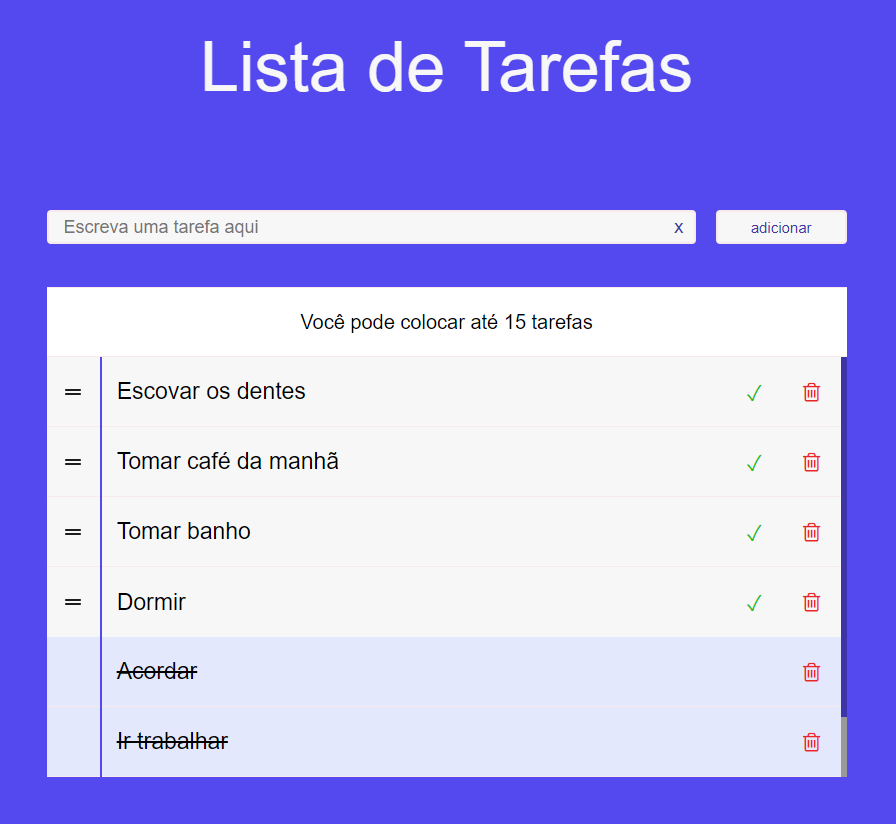 Lista de Tarefas
Escreva uma tarefa aqui x adicionar
Você pode colocar até 15 tarefas
Escovar os dentes
Tomar café da manhã
Tomar banho
Dormir
Acordar
Ir trabalhar